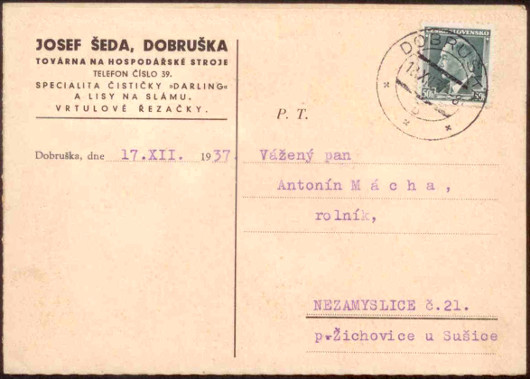 JOSEF ŠEDA, DOBRUŠKA
TOVÁRNA NA HOSPODÁŘSKÉ STROJE
TELEFON ČÍSLO 39.
SPECIALITA ČISTIČKY »DARLING«
A LISY NA SLÁMU.
VRTULOVÉ ŘEZAČKY.
Dobruška, dne 17.XII. 1937.
P. T.
Vážený pan
Antonín Mácha,
rolník,
NEZAMYSLICE č.21.
p.Žichovice u Sušice
DOBRUŠKA